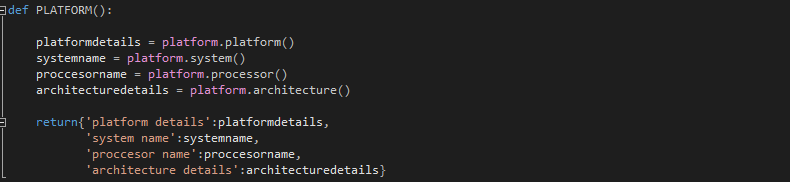 def PLATFORM():
platformdetails = platform.platform()
systemname = platform.system()
proccesorname = platform.processor()
architecturedetails = platform.architecture()
return{'platform details':platformdetails,
'system name':systemname,
'proccesor name':proccesorname,
'architecture details':architecturedetails}